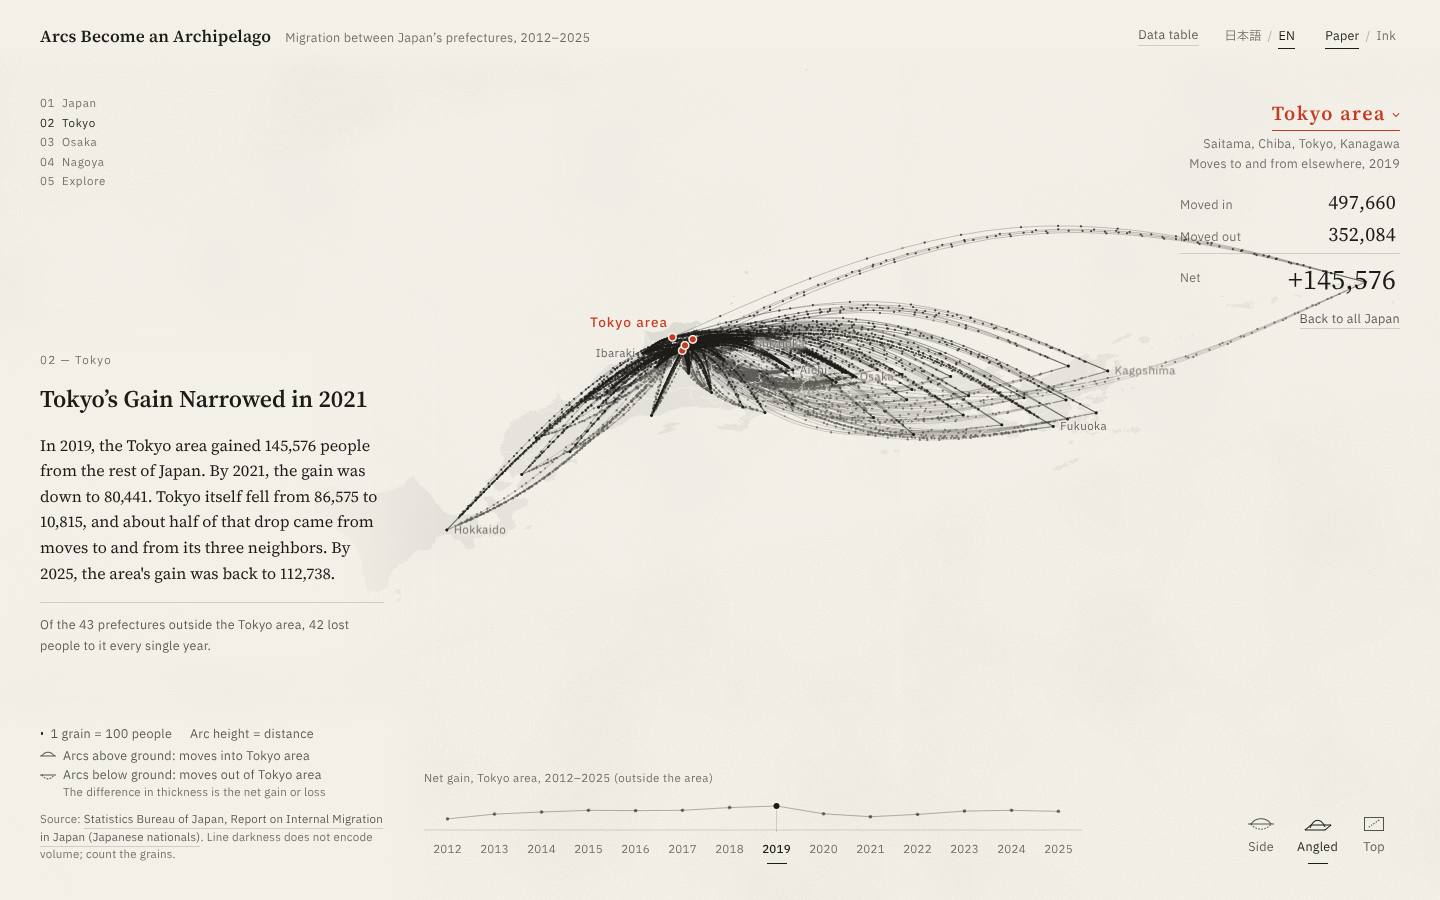 Arcs Become an Archipelago
Migration between Japan’s prefectures, 2012–2025
Data table
日本語 / EN
Paper / Ink
01 Japan
02 Tokyo
03 Osaka
04 Nagoya
05 Explore
Tokyo area
Saitama, Chiba, Tokyo, Kanagawa
Moves to and from elsewhere, 2019
Moved in 497,660
Moved out 352,084
Net +145,576
Back to all Japan
Tokyo area
Ibaraki
Aichi
Osaka
Kagoshima
Fukuoka
Hokkaido
02 — Tokyo
Tokyo’s Gain Narrowed in 2021
In 2019, the Tokyo area gained 145,576 people
from the rest of Japan. By 2021, the gain was
down to 80,441. Tokyo itself fell from 86,575 to
10,815, and about half of that drop came from
moves to and from its three neighbors. By
2025, the area's gain was back to 112,738.
Of the 43 prefectures outside the Tokyo area, 42 lost
people to it every single year.
1 grain = 100 people Arc height = distance
Arcs above ground: moves into Tokyo area
Arcs below ground: moves out of Tokyo area
The difference in thickness is the net gain or loss
Source: Statistics Bureau of Japan, Report on Internal Migration
in Japan (Japanese nationals). Line darkness does not encode
volume; count the grains.
Net gain, Tokyo area, 2012–2025 (outside the area)
2012 2013 2014 2015 2016 2017 2018 2019 2020 2021 2022 2023 2024 2025
Side Angled Top